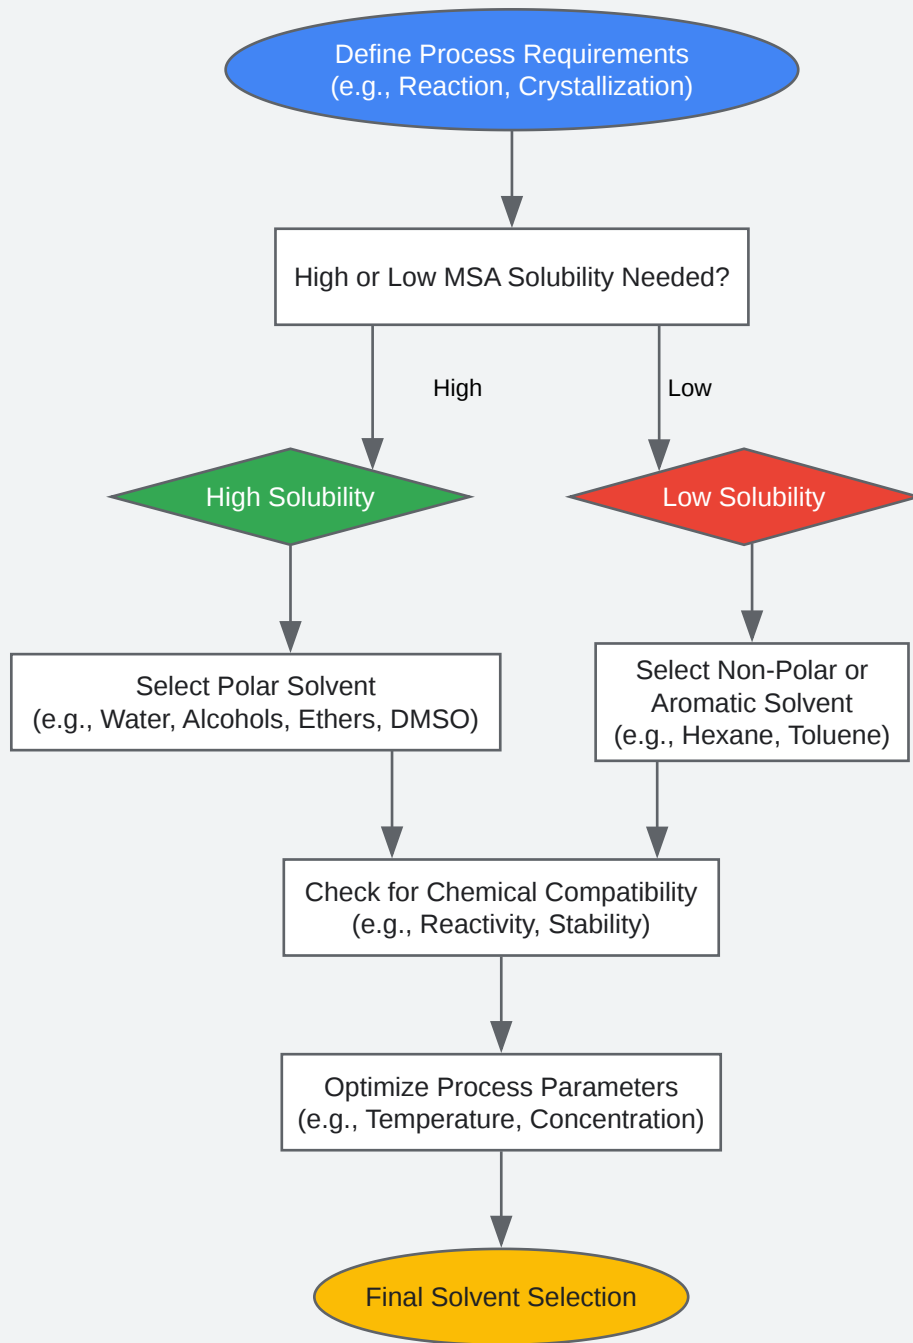 Define Process Requirements
(e.g., Reaction, Crystallization)
High or Low MSA Solubility Needed?
High
Low
High Solubility
Low Solubility
Select Polar Solvent
(e.g., Water, Alcohols, Ethers, DMSO)
Select Non-Polar or
Aromatic Solvent
(e.g., Hexane, Toluene)
Check for Chemical Compatibility
(e.g., Reactivity, Stability)
Optimize Process Parameters
(e.g., Temperature, Concentration)
Final Solvent Selection